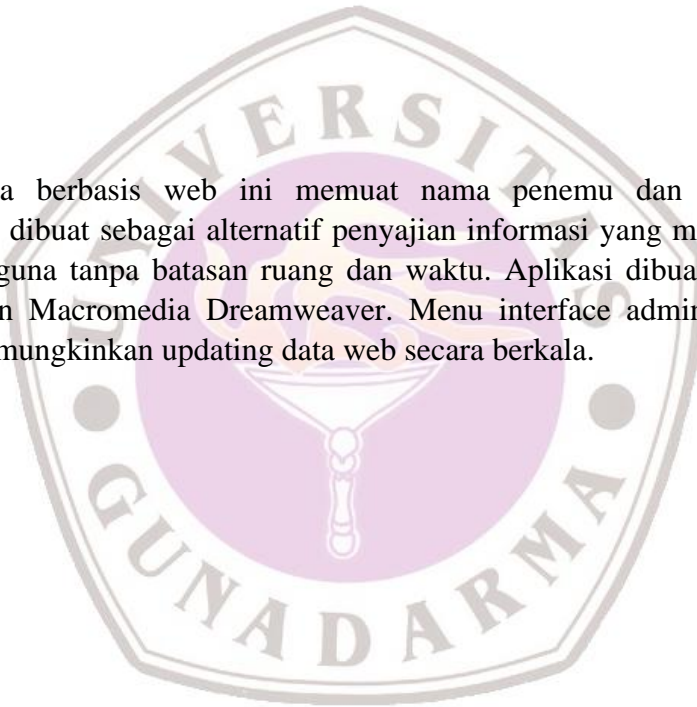 UNIVERSITAS
a berbasis web ini memuat nama penemu dan
dibuat sebagai alternatif penyajian informasi yang m
guna tanpa batasan ruang dan waktu. Aplikasi dibua
n Macromedia Dreamweaver. Menu interface admin
mungkinkan updating data web secara berkala.
GUNADARMA